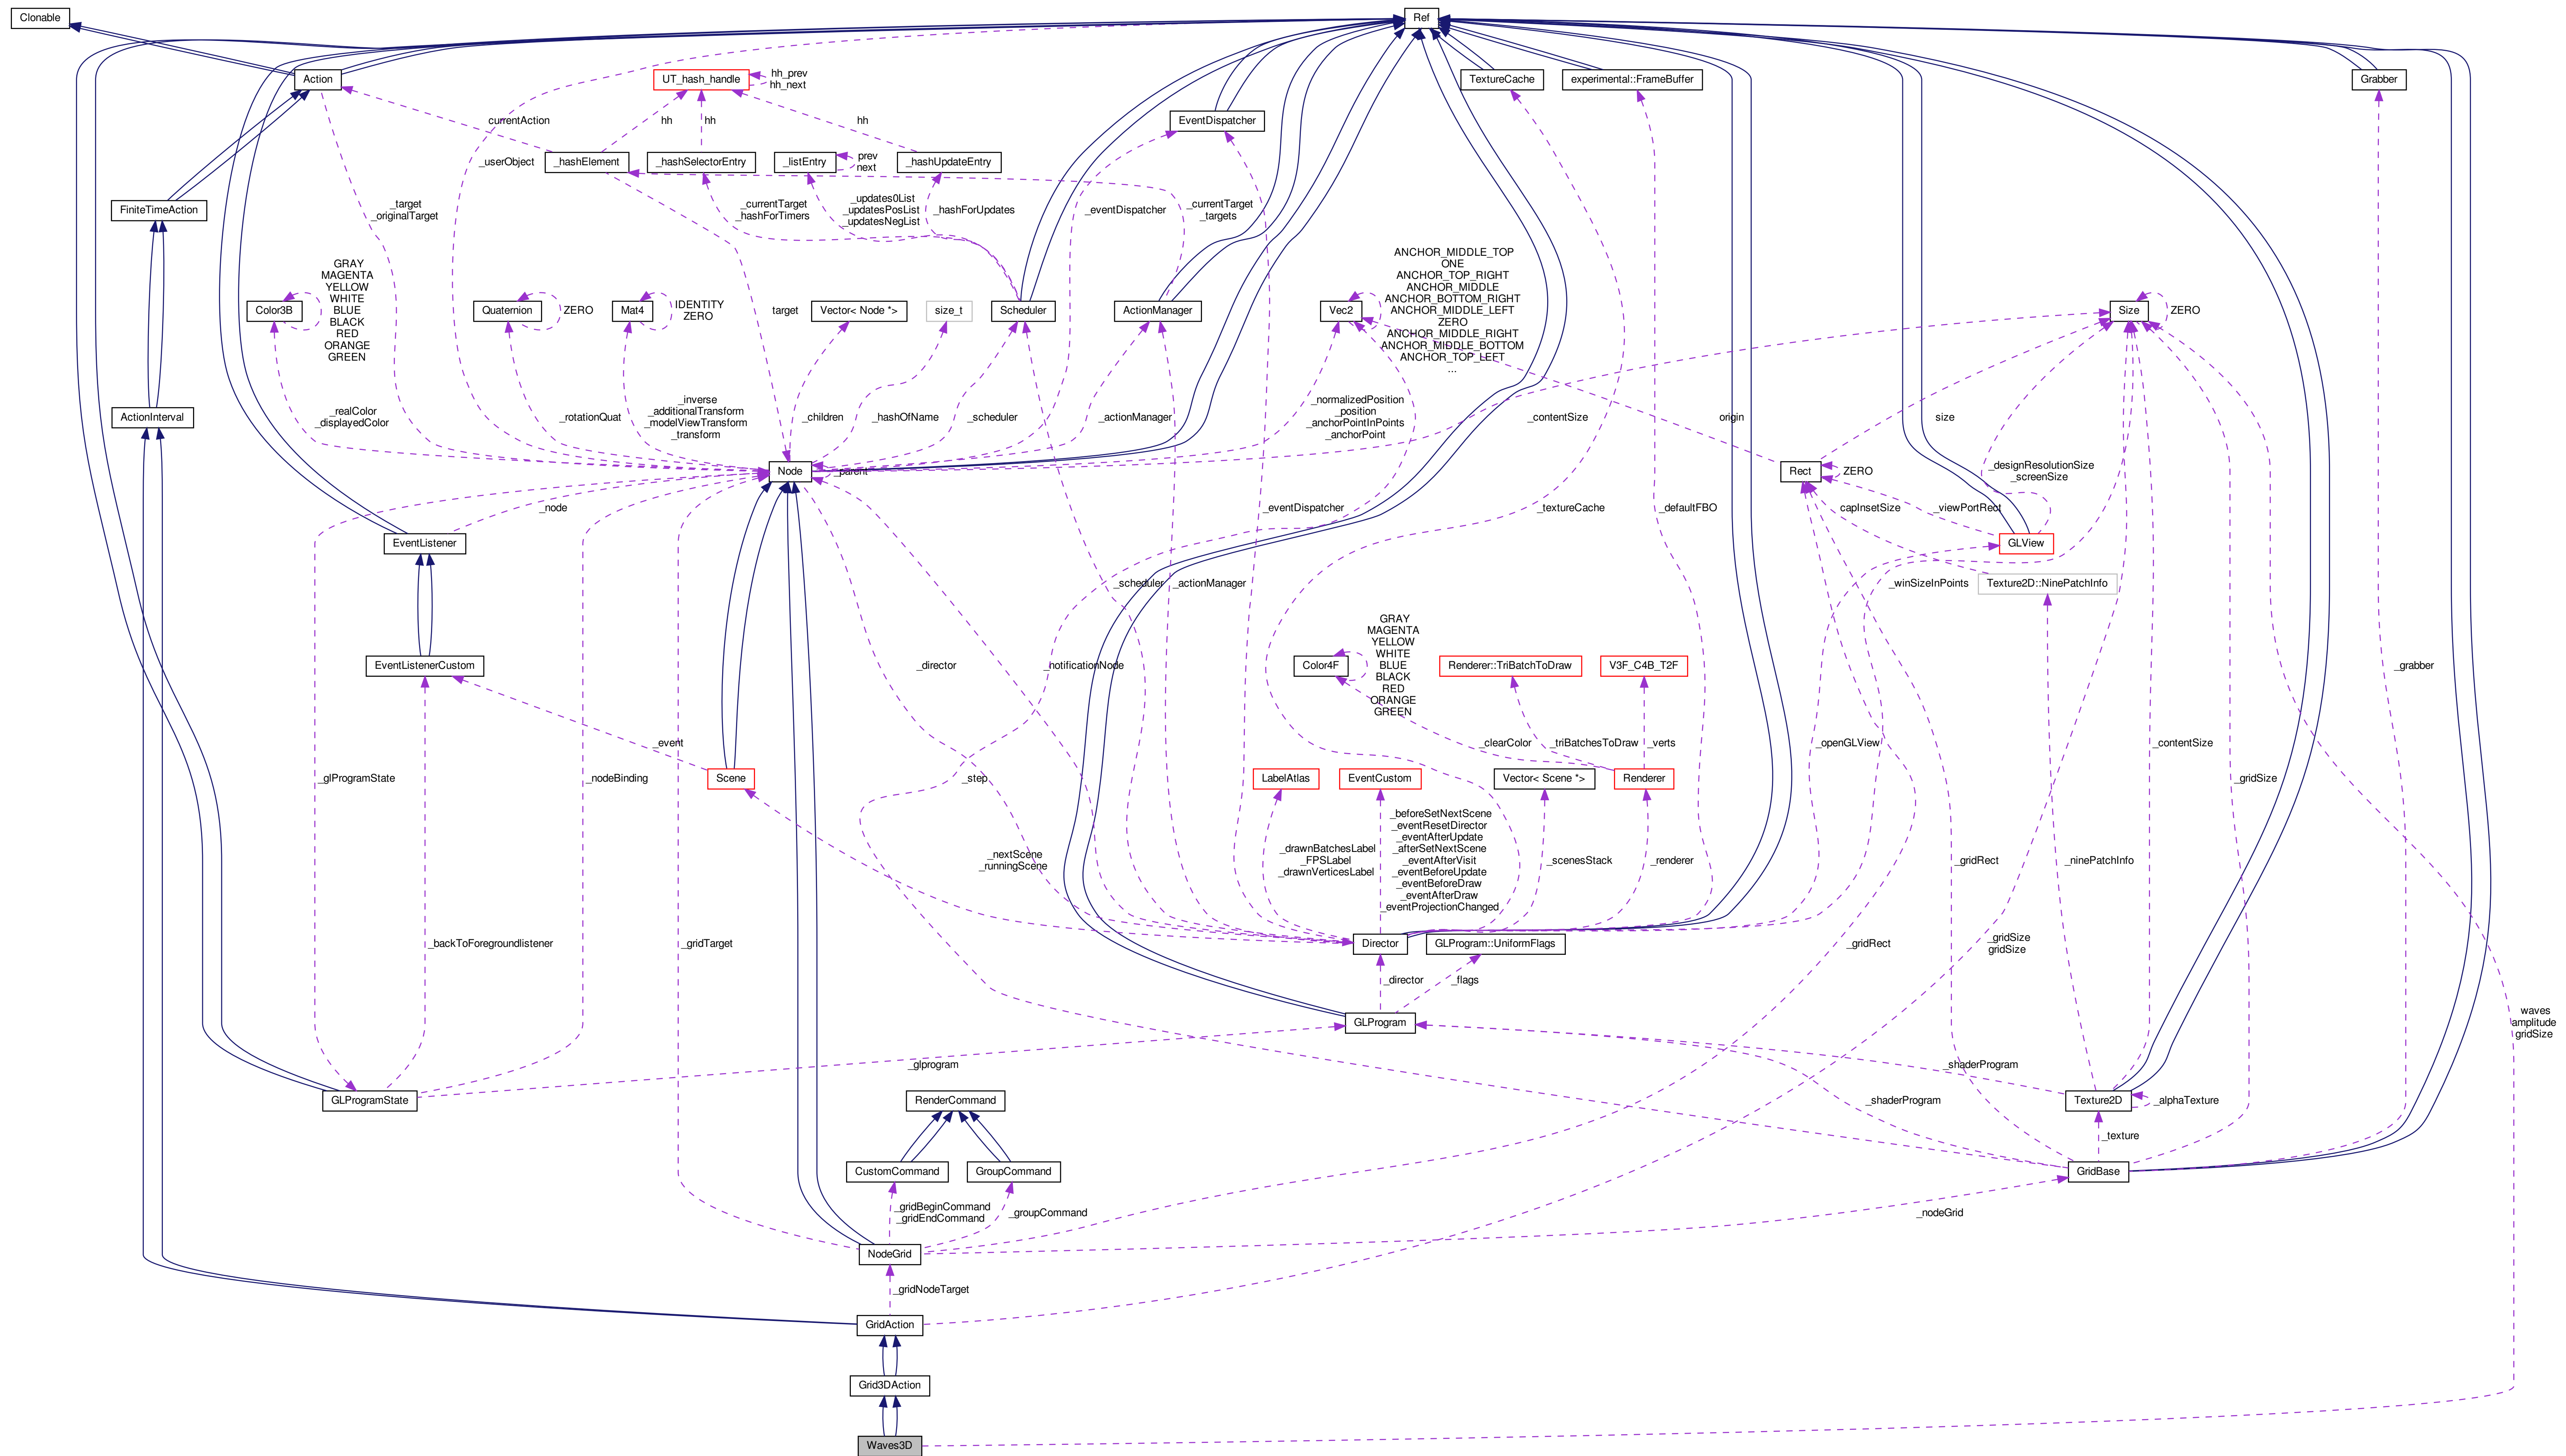 Clonable
Ref
Action
UT_hash_handle
hh_prev
hh_next
TextureCache
experimental::FrameBuffer
Grabber
currentAction
hh
hh
hh
EventDispatcher
_userObject
_hashElement
_hashSelectorEntry
_listEntry
prev
next
_hashUpdateEntry
FiniteTimeAction
_target
_originalTarget
_currentTarget
_hashForTimers
_updates0List
_updatesPosList
_updatesNegList
_hashForUpdates
_eventDispatcher
_currentTarget
_targets
GRAY
MAGENTA
YELLOW
WHITE
BLUE
BLACK
RED
ORANGE
GREEN
ANCHOR_MIDDLE_TOP
ONE
ANCHOR_TOP_RIGHT
ANCHOR_MIDDLE
ANCHOR_BOTTOM_RIGHT
ANCHOR_MIDDLE_LEFT
ZERO
ANCHOR_MIDDLE_RIGHT
ANCHOR_MIDDLE_BOTTOM
ANCHOR_TOP_LEFT
...
Color3B
Quaternion
ZERO
Mat4
IDENTITY
ZERO
target
Vector< Node *>
size_t
Scheduler
ActionManager
Vec2
Size
ZERO
ActionInterval
_realColor
_displayedColor
_rotationQuat
_inverse
_additionalTransform
_modelViewTransform
_transform
_children
_hashOfName
_scheduler
_actionManager
_normalizedPosition
_position
_anchorPointInPoints
_anchorPoint
_contentSize
origin
size
Node
_parent
Rect
ZERO
_designResolutionSize
_screenSize
_node
_eventDispatcher
_textureCache
_defaultFBO
capInsetSize
_viewPortRect
EventListener
GLView
_scheduler
_actionManager
_winSizeInPoints
Texture2D::NinePatchInfo
EventListenerCustom
_director
_notificationNode
GRAY
MAGENTA
YELLOW
WHITE
BLUE
BLACK
RED
ORANGE
GREEN
Color4F
Renderer::TriBatchToDraw
V3F_C4B_T2F
_grabber
_event
_clearColor
_triBatchesToDraw
_verts
_openGLView
_contentSize
_glProgramState
_nodeBinding
Scene
_step
LabelAtlas
EventCustom
Vector< Scene *>
Renderer
_gridSize
_nextScene
_runningScene
_drawnBatchesLabel
_FPSLabel
_drawnVerticesLabel
_beforeSetNextScene
_eventResetDirector
_eventAfterUpdate
_afterSetNextScene
_eventAfterVisit
_eventBeforeUpdate
_eventBeforeDraw
_eventAfterDraw
_eventProjectionChanged
_scenesStack
_renderer
_gridRect
_ninePatchInfo
_backToForegroundlistener
_gridTarget
Director
GLProgram::UniformFlags
_gridRect
_gridSize
gridSize
_director
_flags
GLProgram
waves
amplitude
gridSize
_glprogram
_shaderProgram
GLProgramState
RenderCommand
_shaderProgram
Texture2D
_alphaTexture
_texture
CustomCommand
GroupCommand
GridBase
_gridBeginCommand
_gridEndCommand
_groupCommand
_nodeGrid
NodeGrid
_gridNodeTarget
GridAction
Grid3DAction
Waves3D